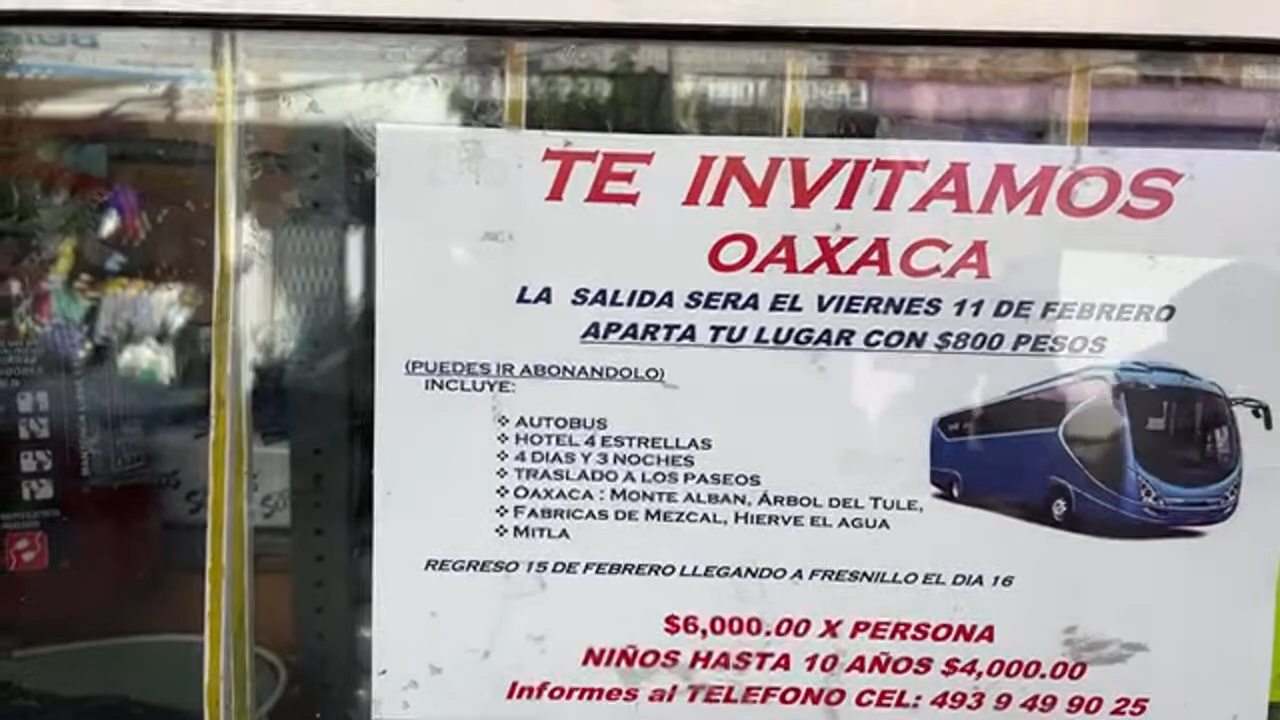 TE INVITAMOS
OAXACA
LA SALIDA SERA EL VIERNES 11 DE FEBRERO
APARTA TU LUGAR CON $800 PESOS
(PUEDES IR ABONANDOLO)
INCLUYE:
❖ AUTOBUS
❖ HOTEL 4 ESTRELLAS
❖ 4 DIAS Y 3 NOCHES
❖ TRASLADO A LOS PASEOS
❖ OAXACA : MONTE ALBAN, ÁRBOL DEL TULE,
❖ FABRICAS DE MEZCAL, HIERVE EL AGUA
❖ MITLA
REGRESO 15 DE FEBRERO LLEGANDO A FRESNILLO EL DIA 16
$6,000.00 X PERSONA
NIÑOS HASTA 10 AÑOS $4,000.00
Informes al TELEFONO CEL: 493 9 49 90 25